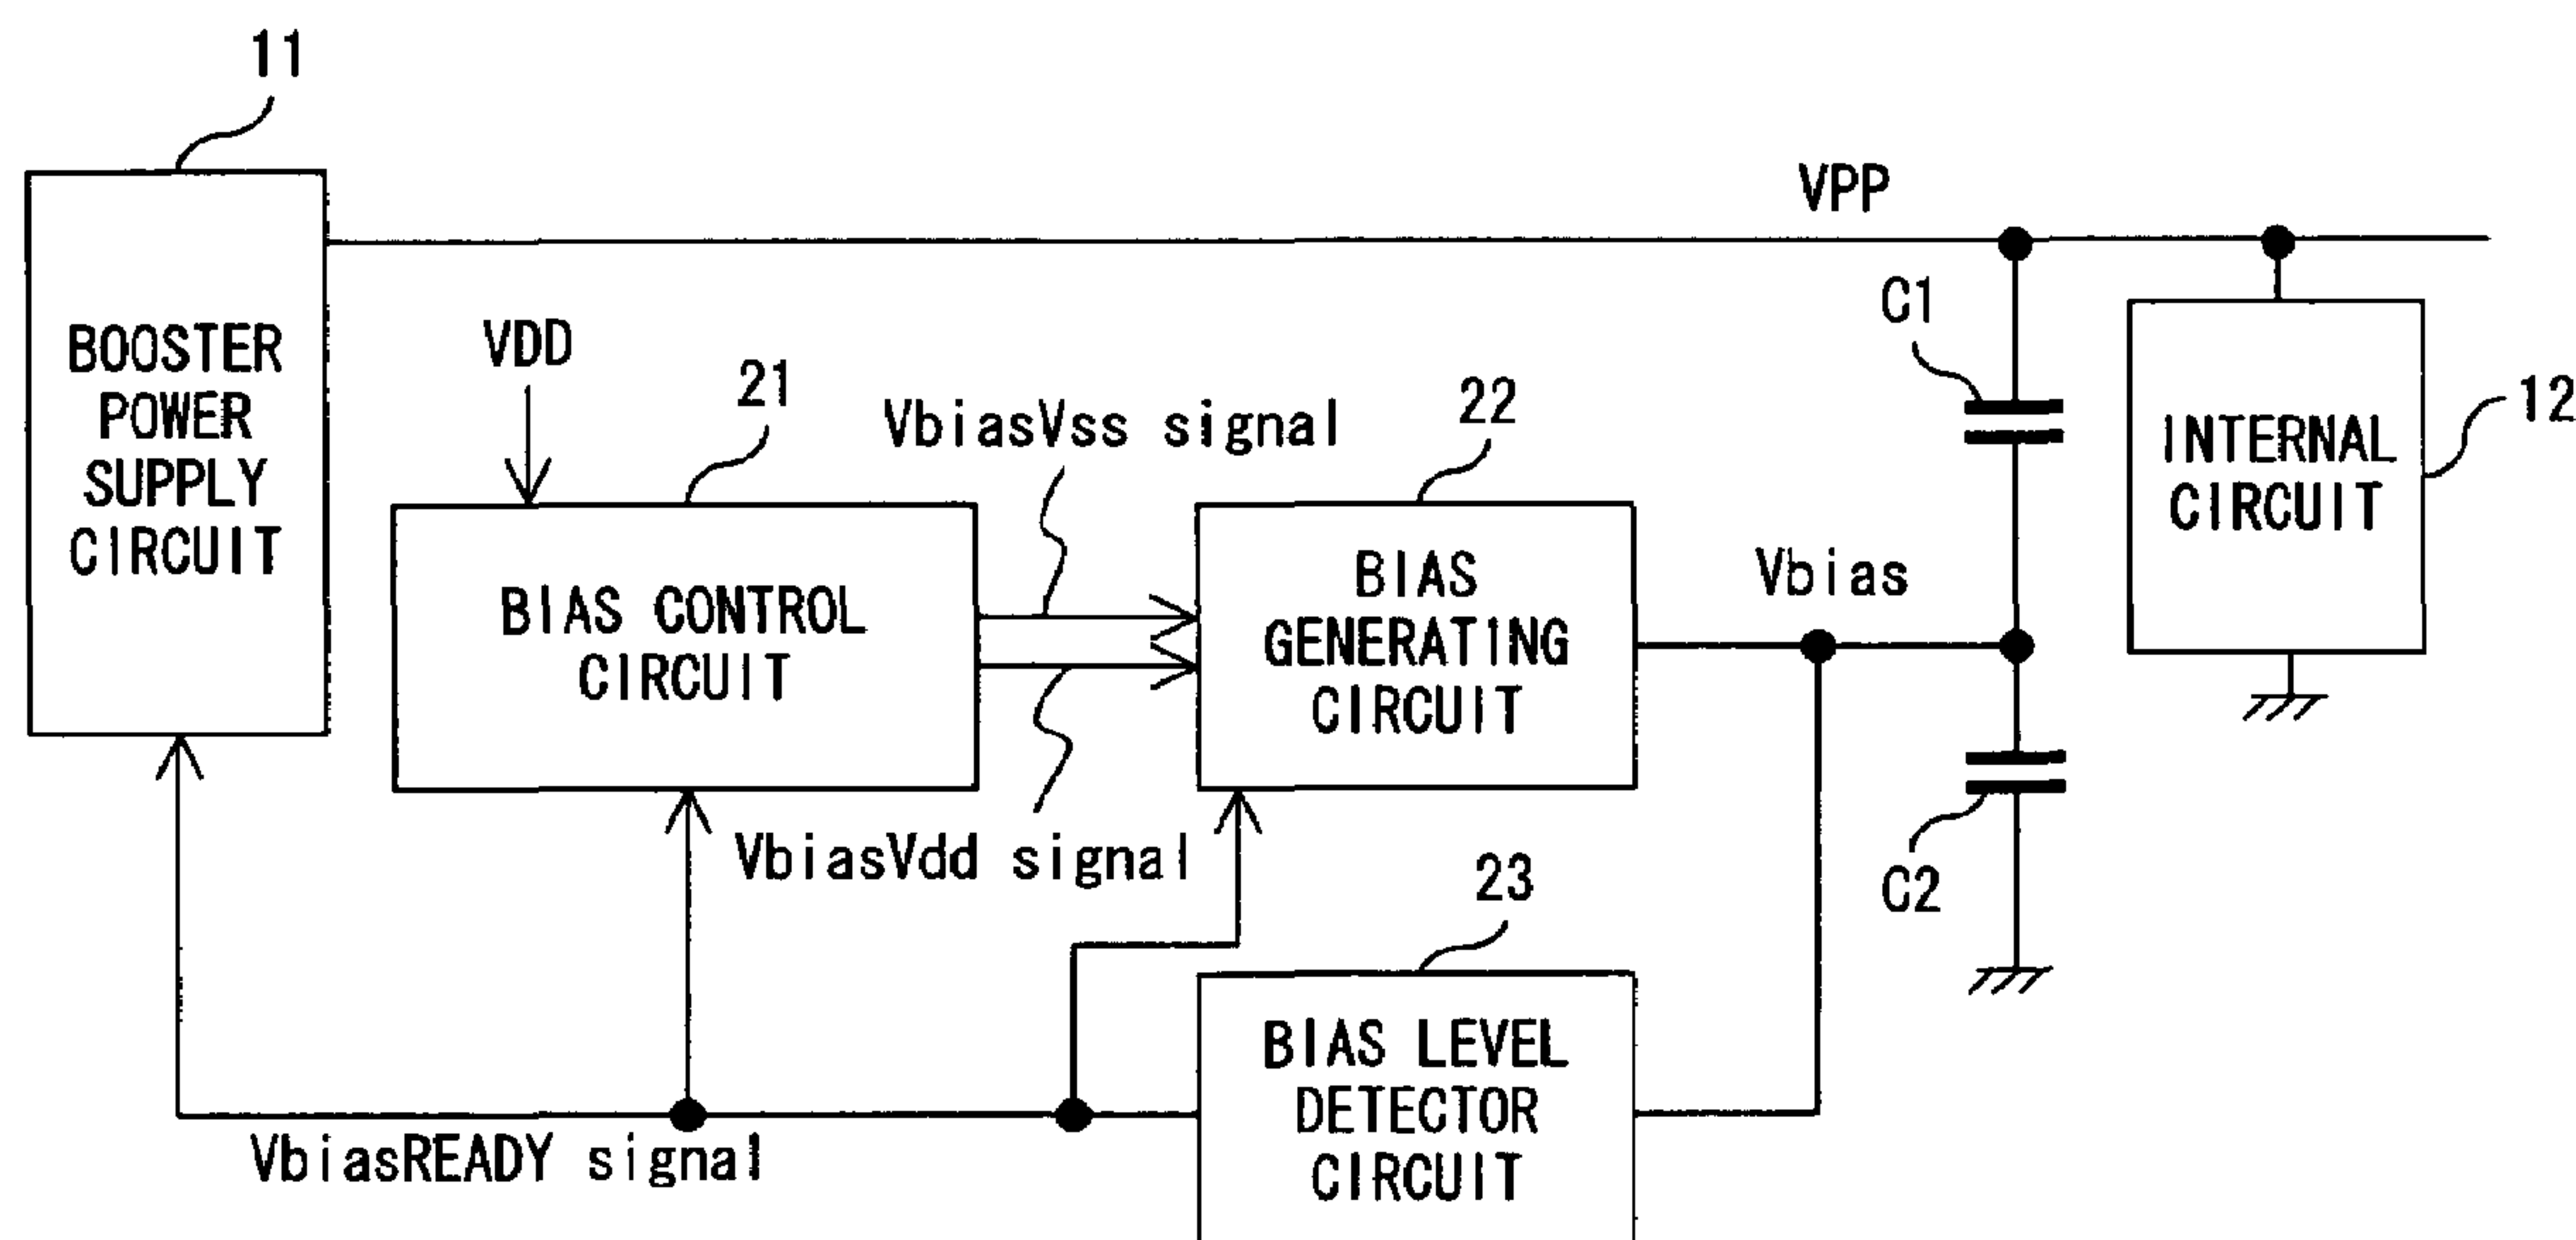 11
VPP
C1
BOOSTER
POWER
SUPPLY
CIRCUIT
VDD
21
VbiasVss signal
22
12
INTERNAL
CIRCUIT
BIAS CONTROL
CIRCUIT
BIAS
GENERATING
CIRCUIT
Vbias
VbiasVdd signal
23
C2
BIAS LEVEL
DETECTOR
CIRCUIT
VbiasREADY signal